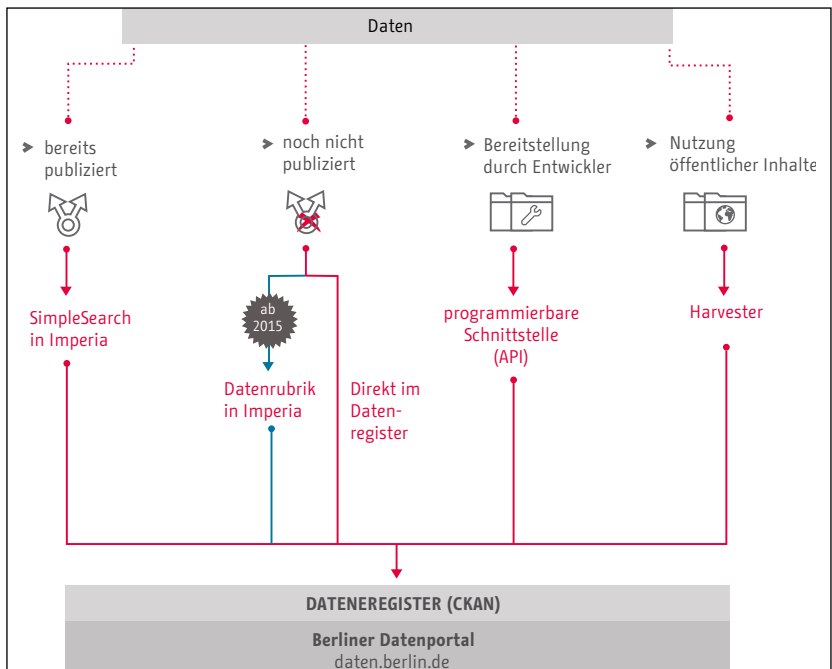 Daten
bereits
publiziert
noch nicht
publiziert
Bereitstellung
durch Entwickler
Nutzung
öffentlicher Inhalte
SimpleSearch
in Imperia
ab
2015
Datenrubrik
in Imperia
Direkt im
Daten-
register
programmierbare
Schnittstelle
(API)
Harvester
DATENEREGISTER (CKAN)
Berliner Datenportal
daten.berlin.de